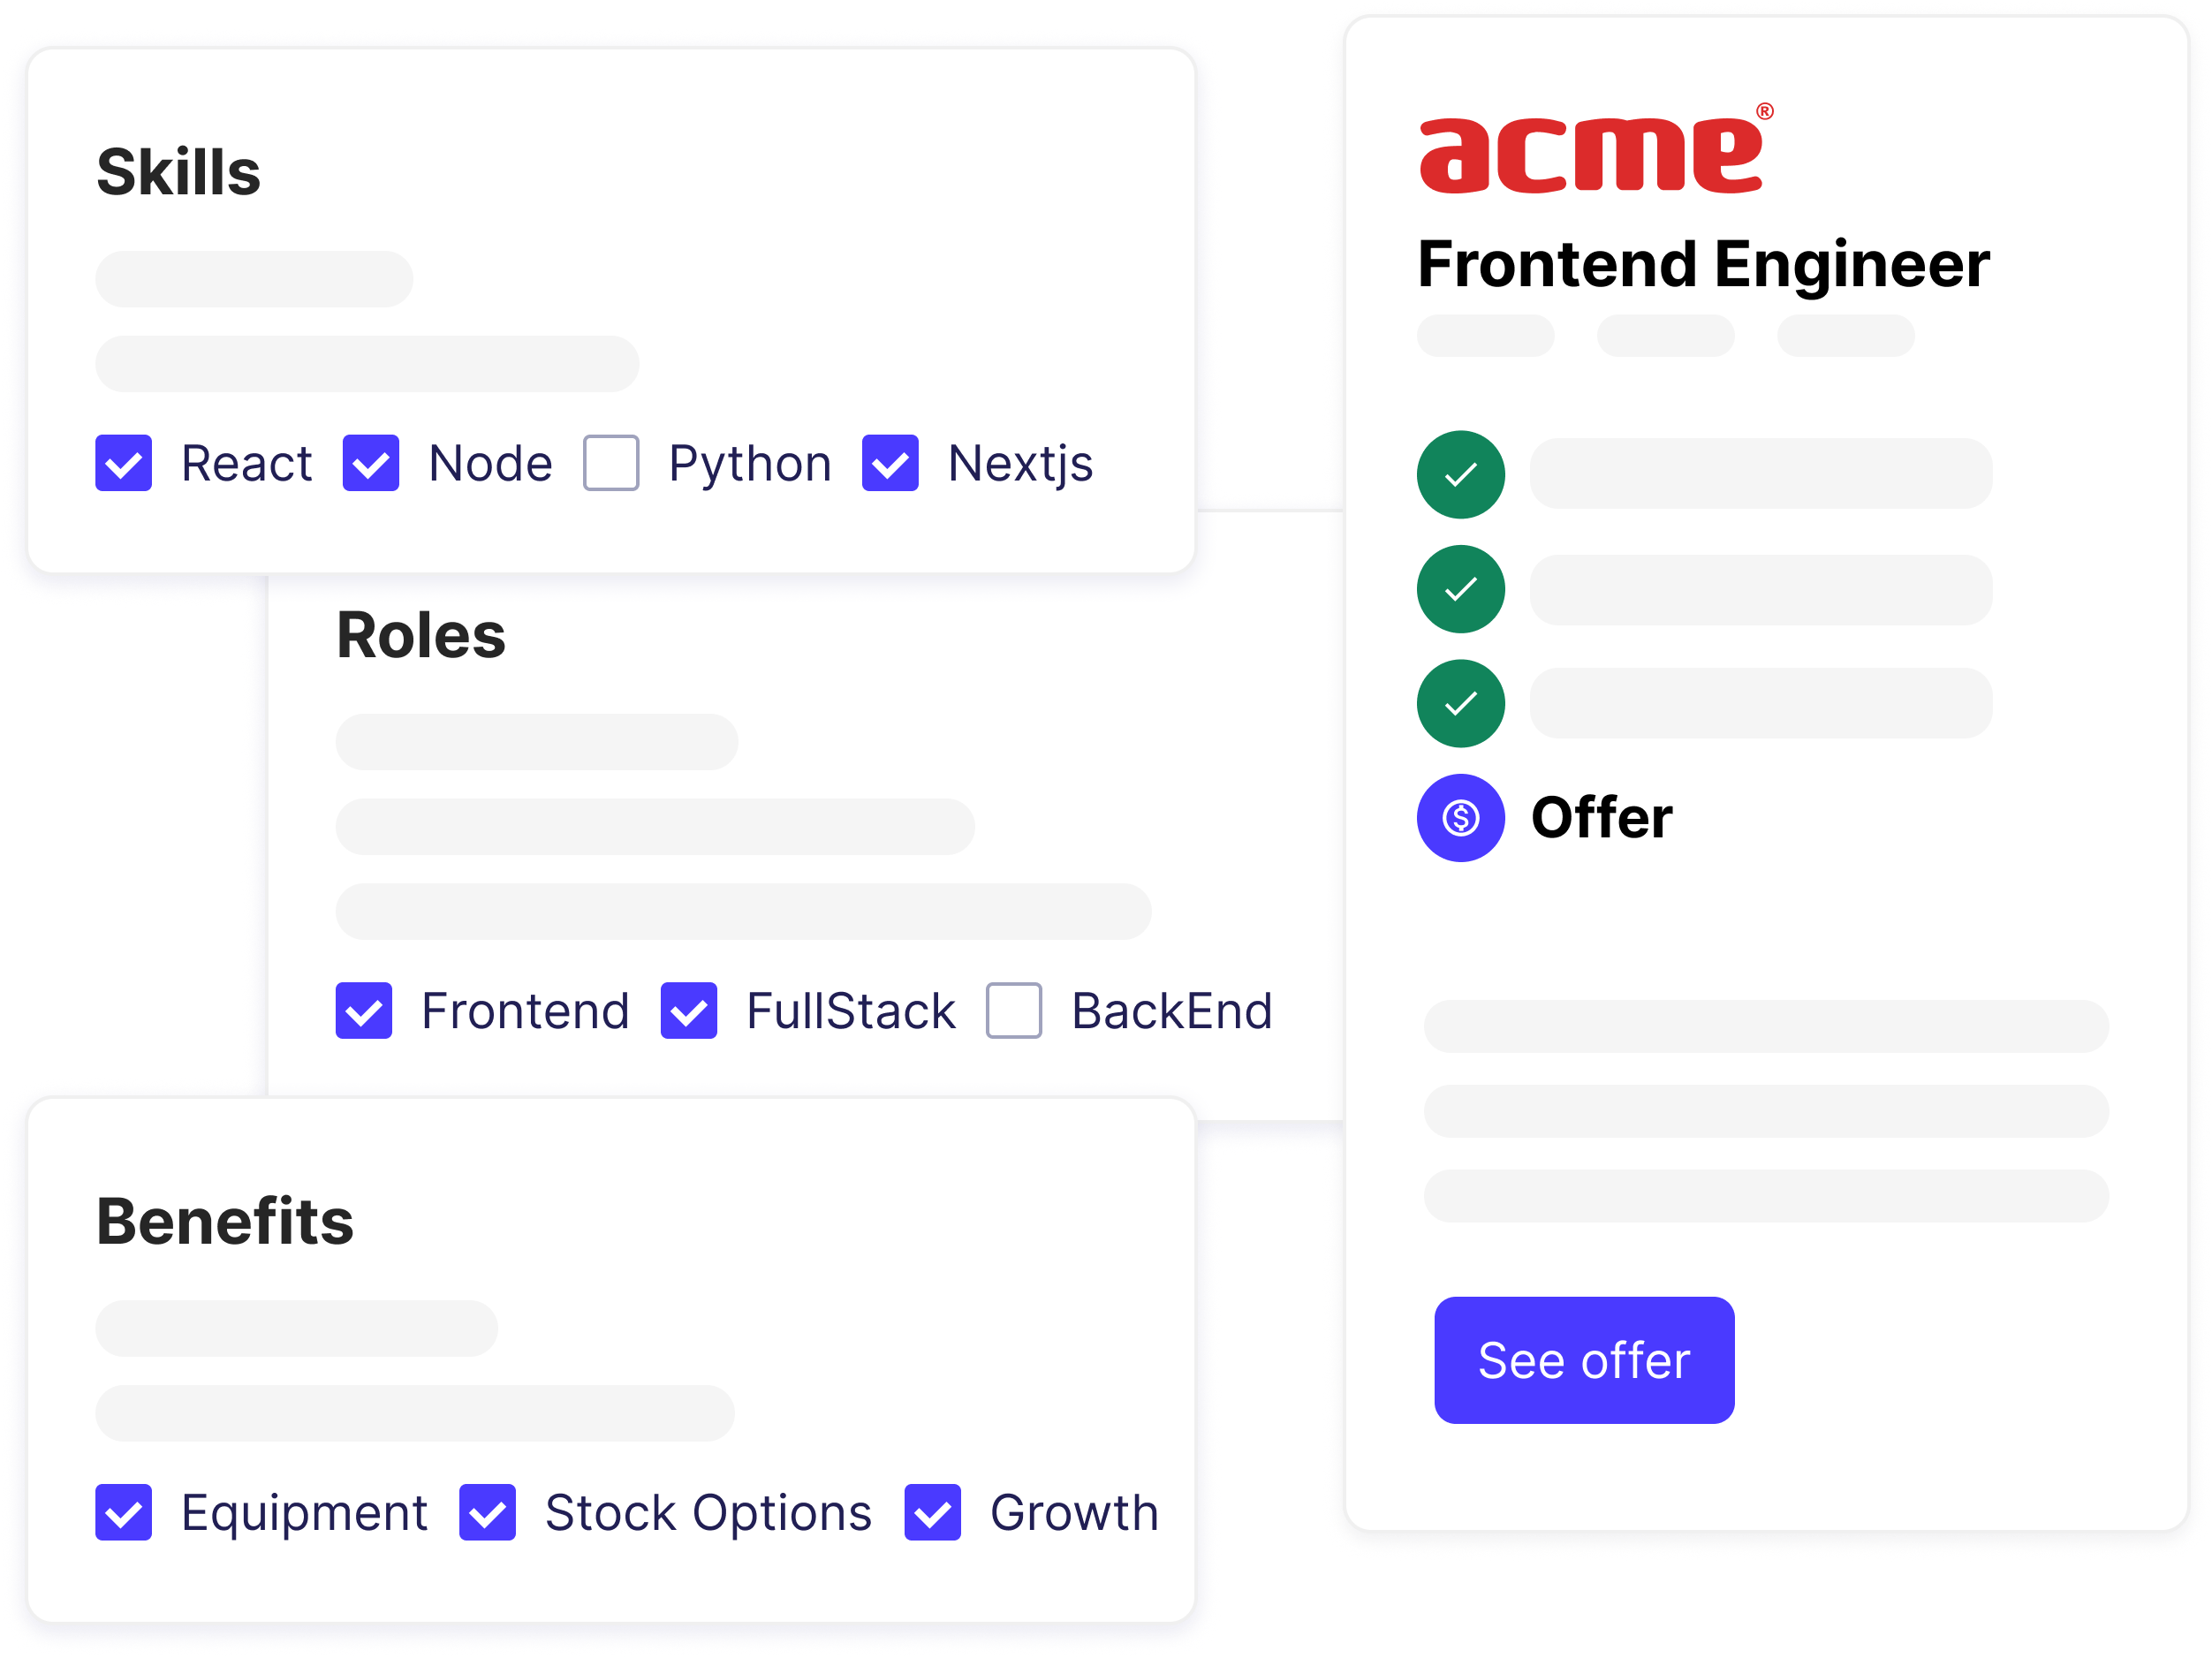 Skills
React Node Python Nextjs
Roles
Frontend FullStack BackEnd
Benefits
Equipment Stock Options Growth
acme®
Frontend Engineer
Offer
See offer